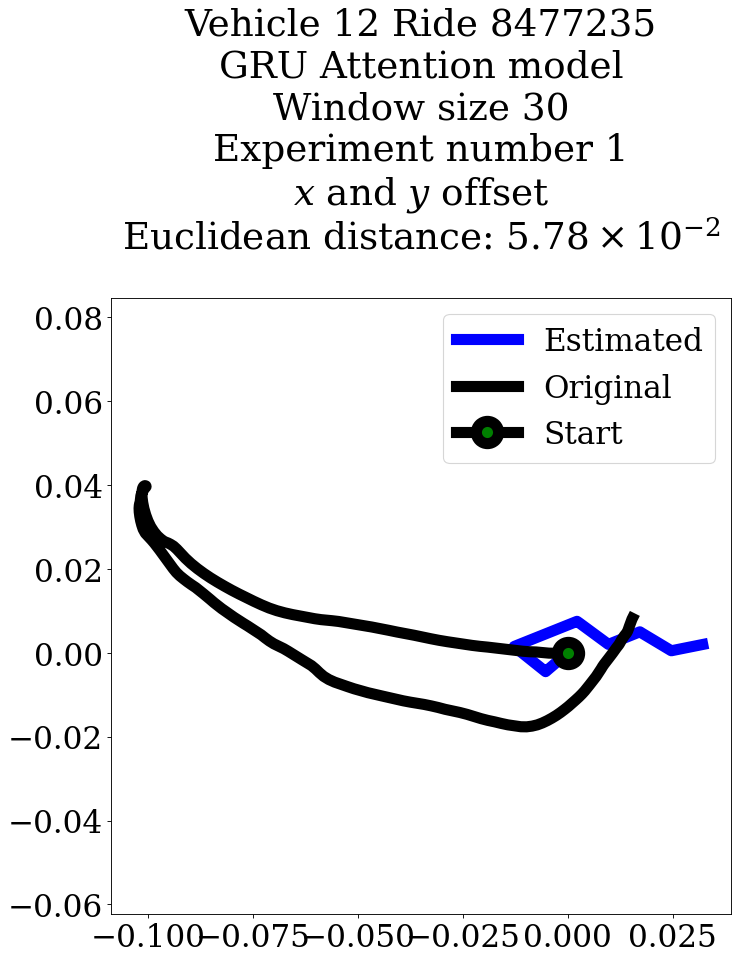 Vehicle 12 Ride 8477235
GRU Attention model
Window size 30
Experiment number 1
x and y offset
Euclidean distance: 5.78 × 10⁻²
Estimated
Original
Start
0.08
0.06
0.04
0.02
0.00
−0.02
−0.04
−0.06
−0.100 −0.075 −0.050 −0.025 0.000 0.025